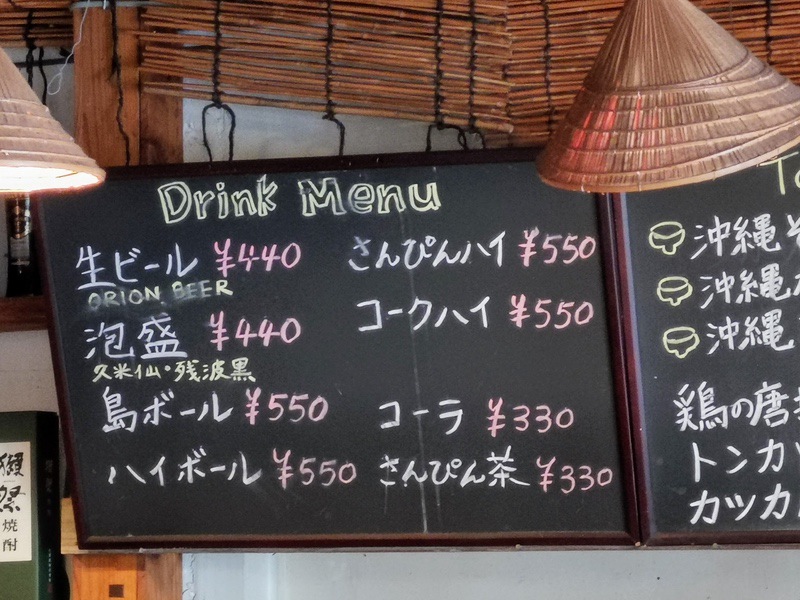 Drink Menu
生ビール ¥440
ORION BEER
泡盛 ¥440
久米仙・残波黒
島ボール ¥550
ハイボール ¥550
さんぴんハイ ¥550
コークハイ ¥550
コーラ ¥330
さんぴん茶 ¥330
沖縄
沖縄
沖縄
鶏の唐
トンカ
カツカ
獺祭
焼酎